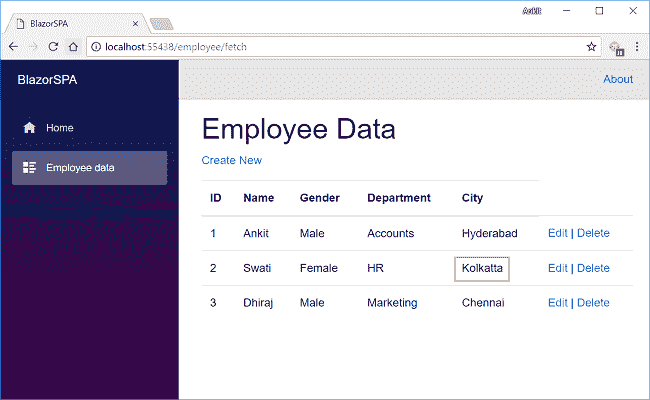 Ankit
BlazorSPA
localhost:55438/employee/fetch
BlazorSPA
About
Home
Employee data
Employee Data
Create New
ID Name Gender Department City
1 Ankit Male Accounts Hyderabad Edit | Delete
2 Swati Female HR Kolkatta Edit | Delete
3 Dhiraj Male Marketing Chennai Edit | Delete